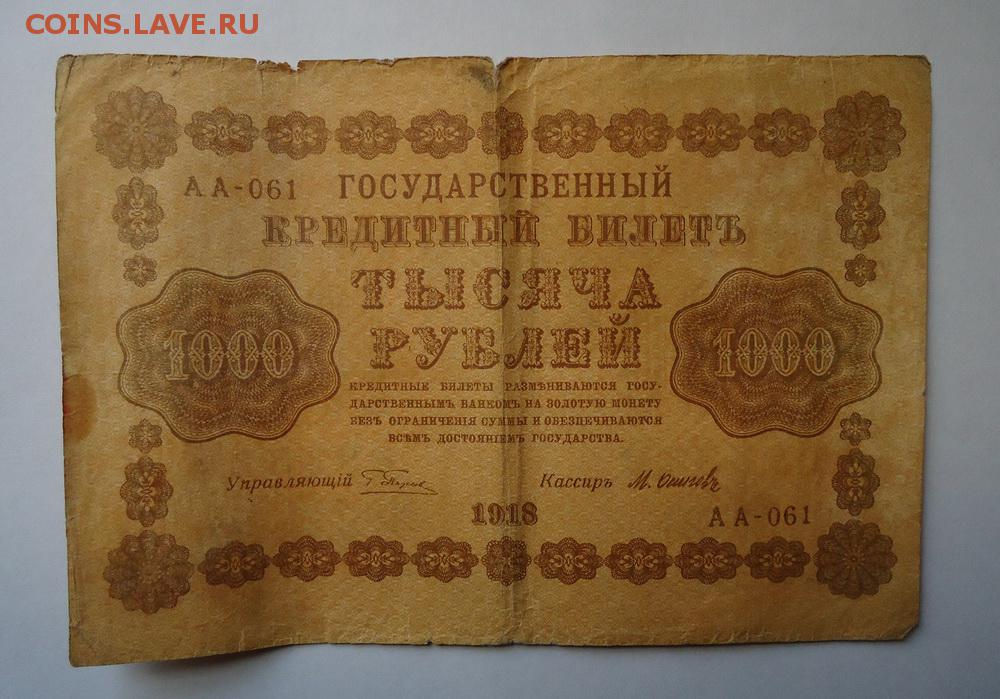 COINS.LAVE.РУ
АА-061 ГОСУДАРСТВЕННЫЙ
КРЕДИТНЫЙ БИЛЕТЪ
ТЫСЯЧА
РУБЛЕЙ
1000 1000
КРЕДИТНЫЕ БИЛЕТЫ РАЗМѢНИВАЮТСЯ ГОСУ-
ДАРСТВЕННЫМЪ БАНКОМЪ НА ЗОЛОТУЮ МОНЕТУ
БЕЗЪ ОГРАНИЧЕНІЯ СУММЫ И ОБЕЗПЕЧИВАЮТСЯ
ВСѢМЪ ДОСТОЯНІЕМЪ ГОСУДАРСТВА.
Управляющій Кассиръ М.
1918
АА-061